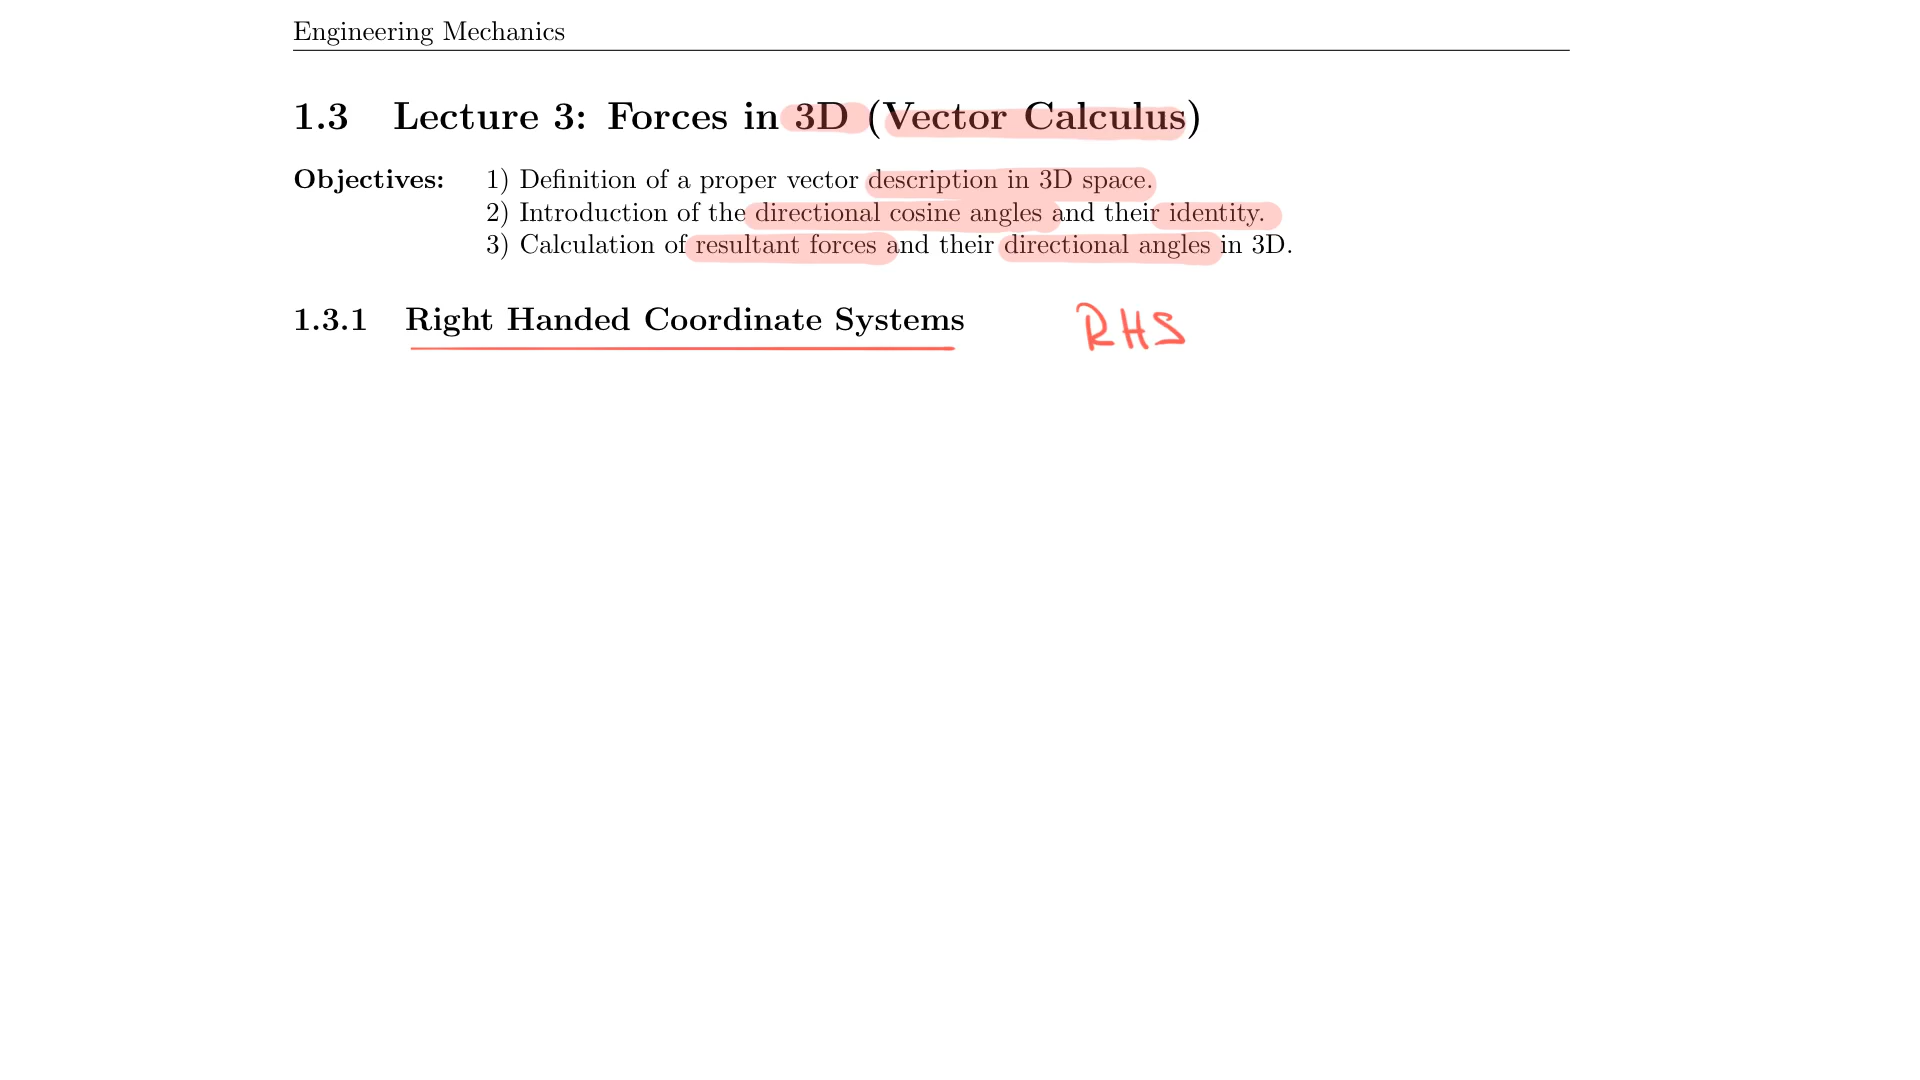 Engineering Mechanics
1.3 Lecture 3: Forces in 3D (Vector Calculus)
Objectives: 1) Definition of a proper vector description in 3D space.
2) Introduction of the directional cosine angles and their identity.
3) Calculation of resultant forces and their directional angles in 3D.
1.3.1 Right Handed Coordinate Systems RHS